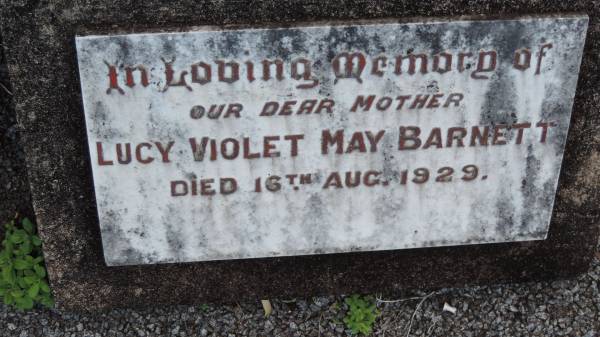 In Loving Memory of
OUR DEAR MOTHER
LUCY VIOLET MAY BARNETT
DIED 16TH AUG. 1929.